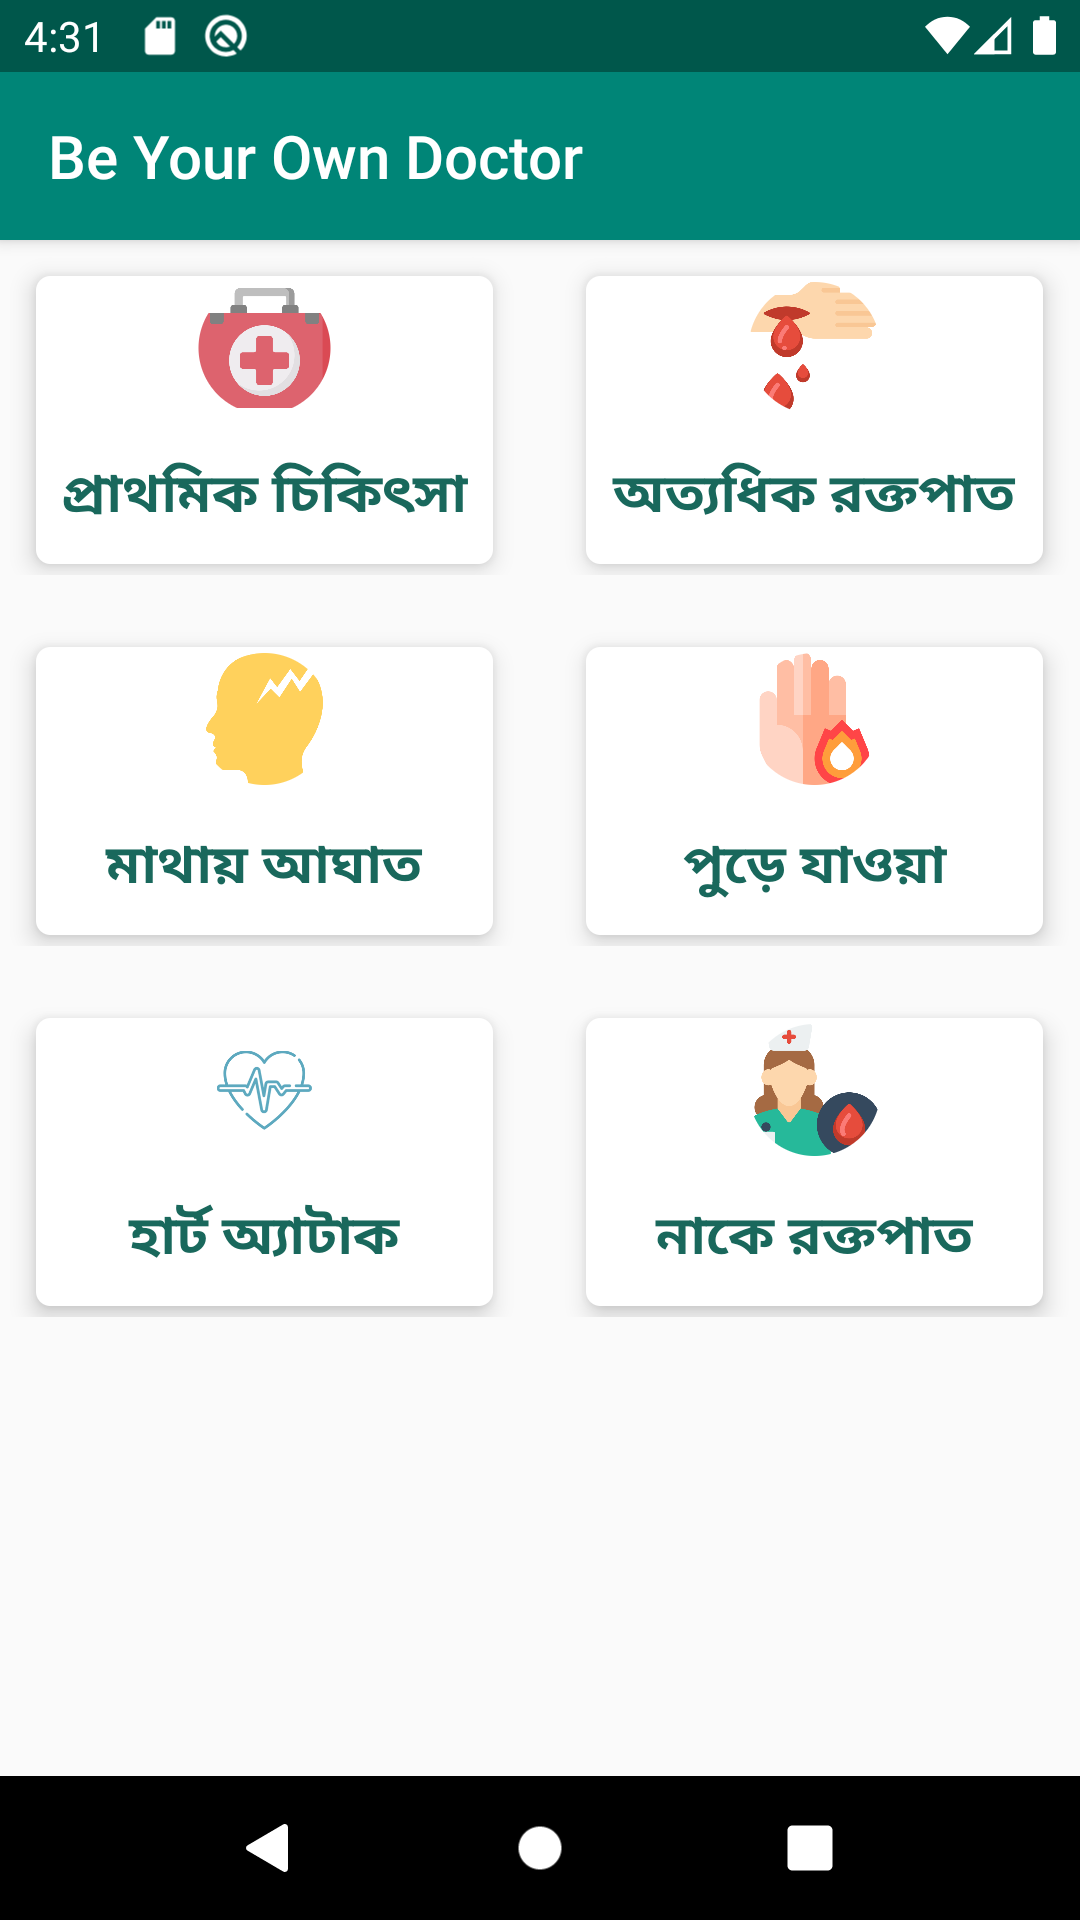 4:31
Be Your Own Doctor
প্রাথমিক চিকিৎসা
অত্যধিক রক্তপাত
মাথায় আঘাত
পুড়ে যাওয়া
হার্ট অ্যাটাক
নাকে রক্তপাত